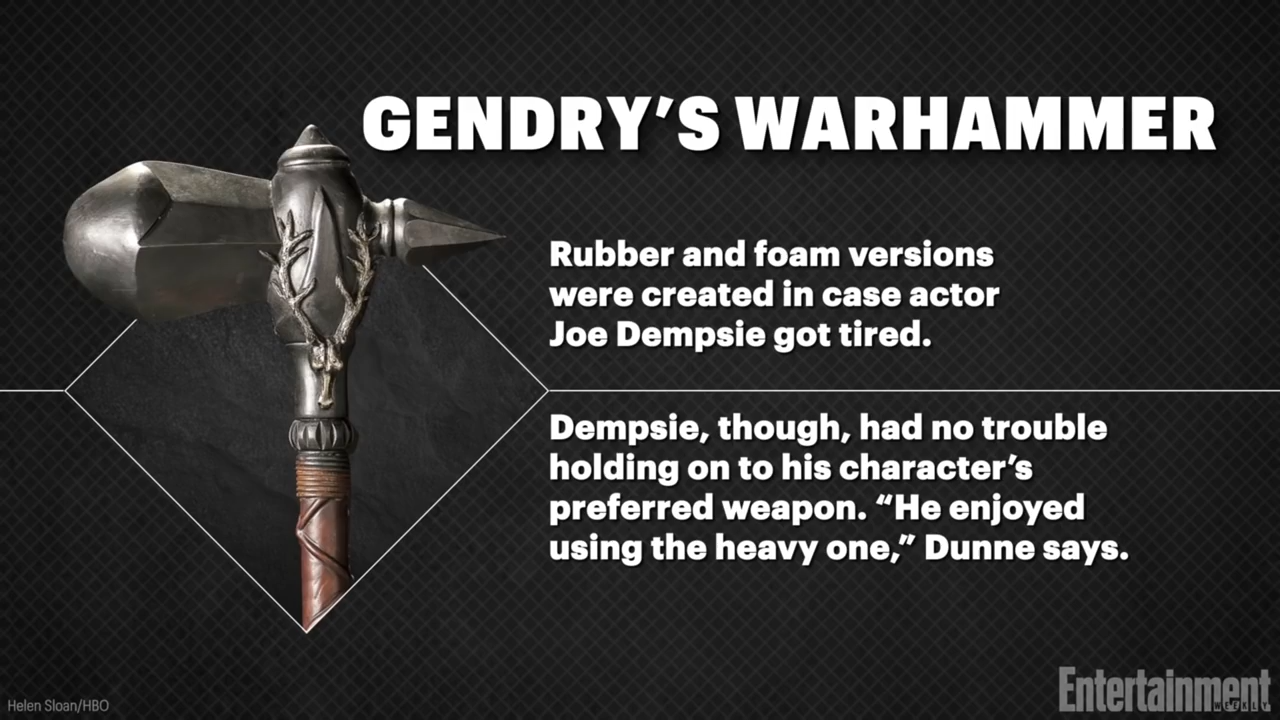 GENDRY'S WARHAMMER
Rubber and foam versions
were created in case actor
Joe Dempsie got tired.
Dempsie, though, had no trouble
holding on to his character's
preferred weapon. “He enjoyed
using the heavy one,” Dunne says.
Helen Sloan/HBO
Entertainment
WEEKLY